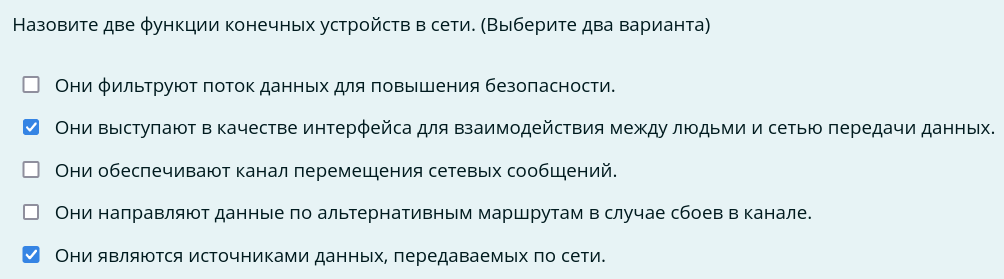 Назовите две функции конечных устройств в сети. (Выберите два варианта)
Они фильтруют поток данных для повышения безопасности.
Они выступают в качестве интерфейса для взаимодействия между людьми и сетью передачи данных.
Они обеспечивают канал перемещения сетевых сообщений.
Они направляют данные по альтернативным маршрутам в случае сбоев в канале.
Они являются источниками данных, передаваемых по сети.